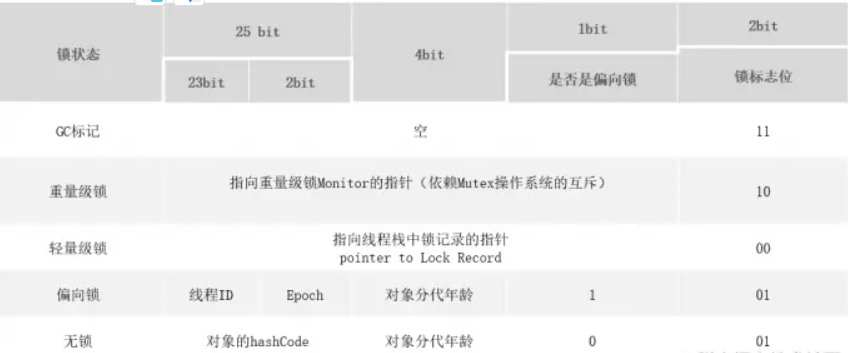 锁状态
25 bit
4bit
1bit
2bit
23bit
2bit
是否是偏向锁
锁标志位
GC标记
空
11
重量级锁
指向重量级锁Monitor的指针（依赖Mutex操作系统的互斥）
10
轻量级锁
指向线程栈中锁记录的指针
pointer to Lock Record
00
偏向锁
线程ID
Epoch
对象分代年龄
1
01
无锁
对象的hashCode
对象分代年龄
0
01